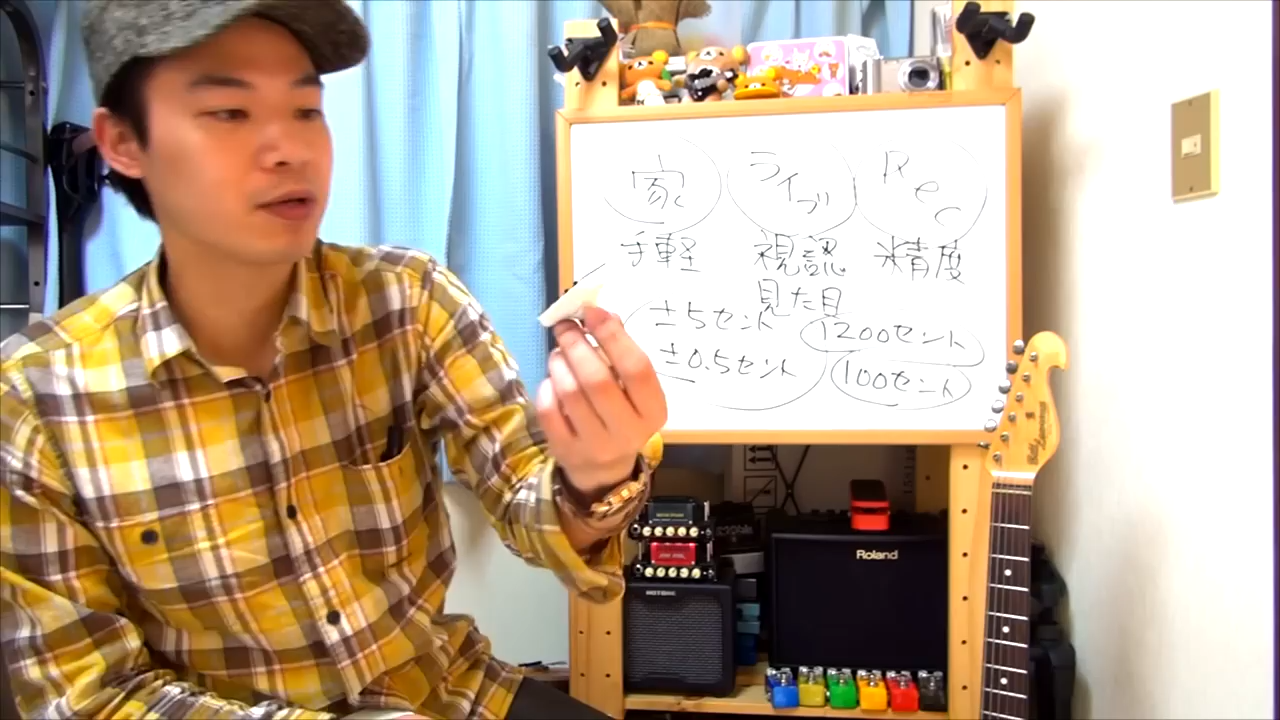 家 ライブ Rec
手軽 視認 精度
見た目
±5セント 1200セント
±0.5セント 100セント
Roland
HOTONE